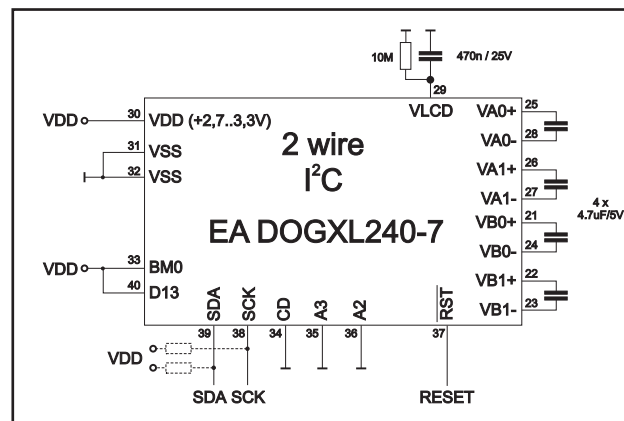 10M
470n / 25V
29
VLCD
VDD
30
VDD (+2,7..3,3V)
31
VSS
32
VSS
2 wire
I²C
EA DOGXL240-7
VDD
33
BM0
40
D13
VA0+
25
VA0-
28
VA1+
26
VA1-
27
VB0+
21
VB0-
24
VB1+
22
VB1-
23
4 x
4.7uF/5V
SDA
SCK
CD
A3
A2
RST
39
38
34
35
36
37
VDD
SDA SCK
RESET